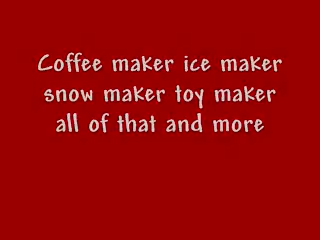 Coffee maker ice maker
snow maker toy maker
all of that and more